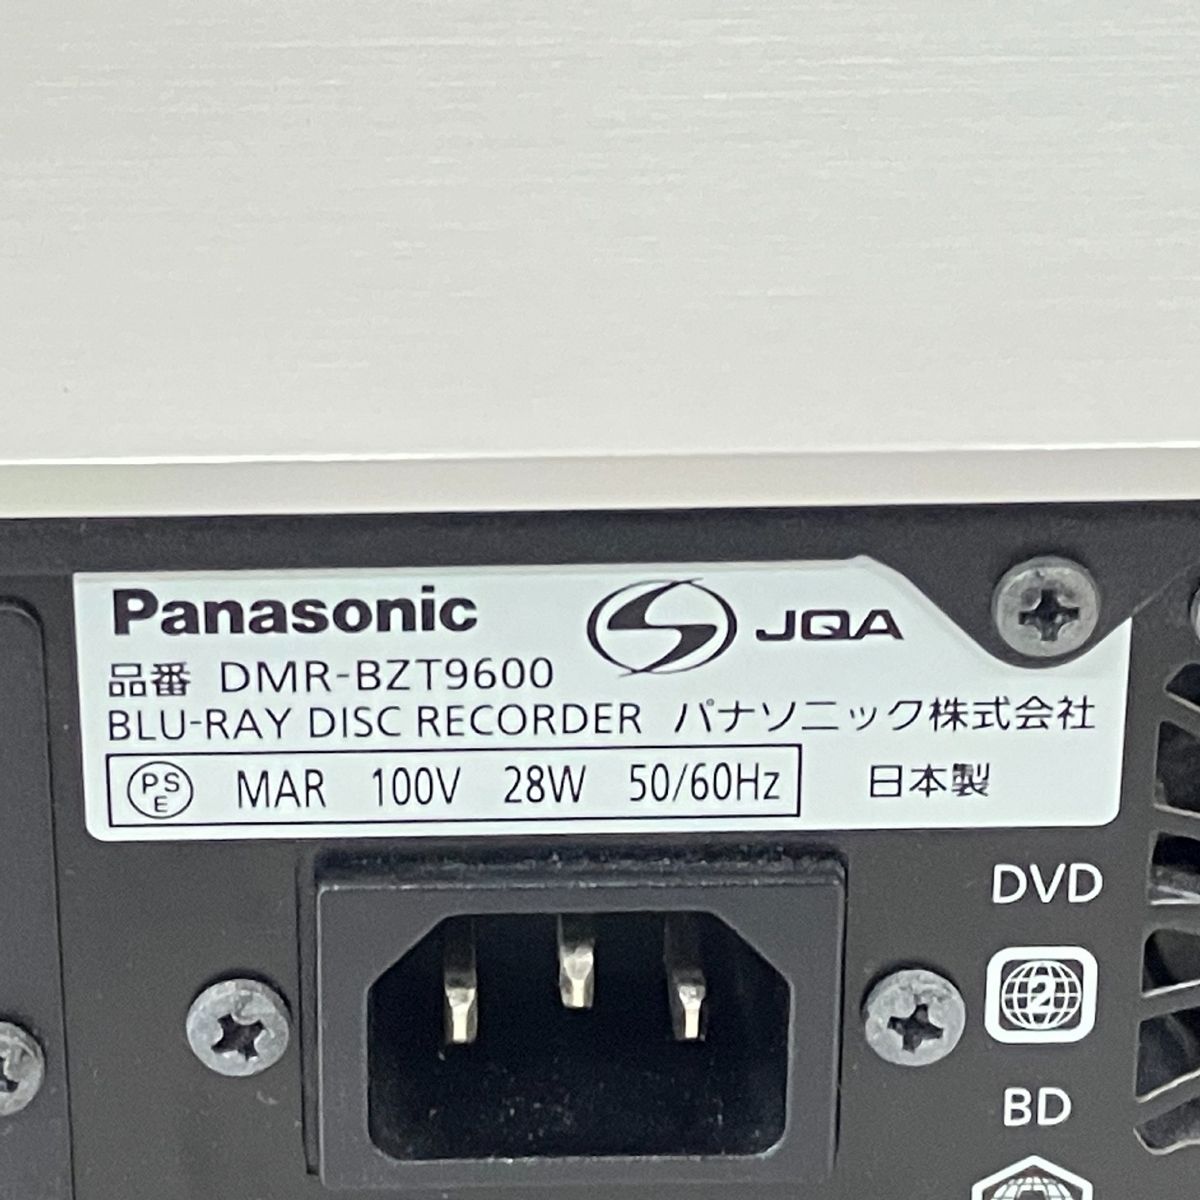 Panasonic JQA
品番 DMR-BZT9600
BLU-RAY DISC RECORDER パナソニック株式会社
PSE MAR 100V 28W 50/60Hz 日本製
DVD
2
BD